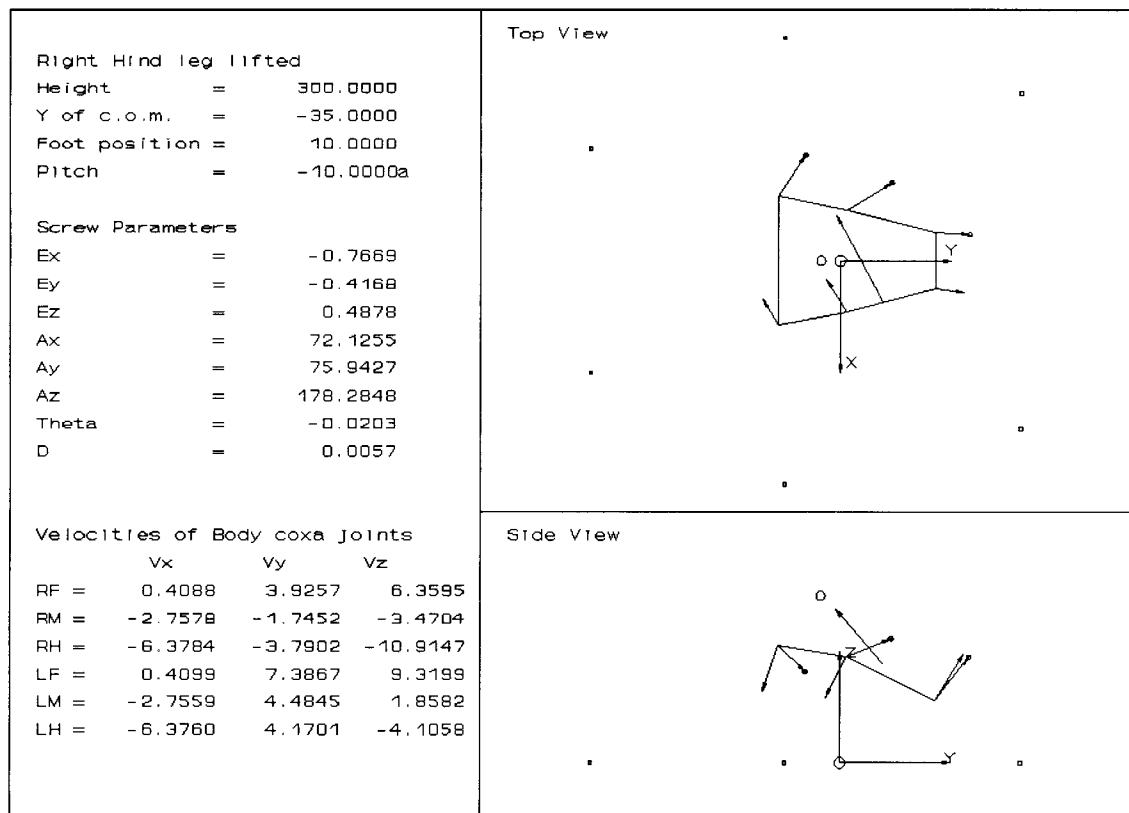 Right Hind leg lifted
Height = 300.0000
Y of c.o.m. = -35.0000
Foot position = 10.0000
Pitch = -10.0000a
Screw Parameters
Ex = -0.7669
Ey = -0.4168
Ez = 0.4878
Ax = 72.1255
Ay = 75.9427
Az = 178.2848
Theta = -0.0203
D = 0.0057
Velocities of Body coxa joints
Vx Vy Vz
RF = 0.4088 3.9257 6.3595
RM = -2.7578 -1.7452 -3.4704
RH = -6.3784 -3.7902 -10.9147
LF = 0.4099 7.3867 9.3199
LM = -2.7559 4.4845 1.8582
LH = -6.3760 4.1701 -4.1058
Top View
O
Y
X
Side View
O
Z
Y